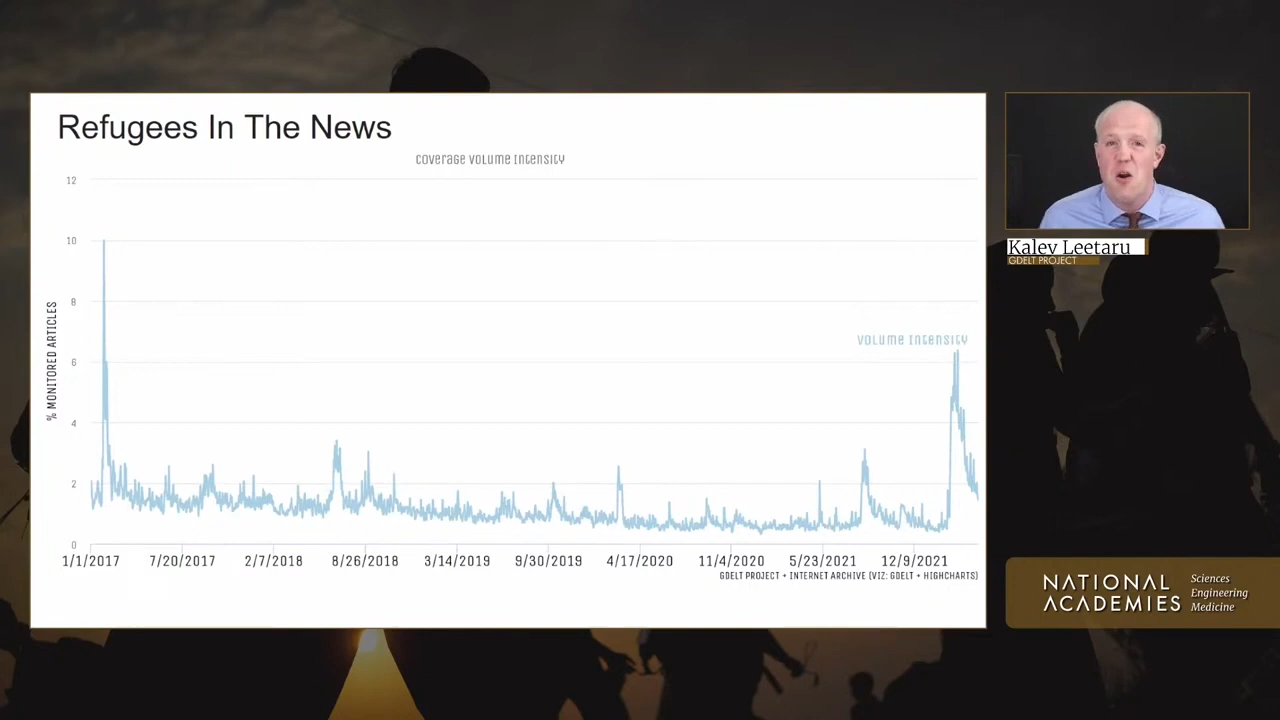 Refugees In The News
Coverage Volume Intensity
12
10
8
6
4
2
0
% MONITORED ARTICLES
Volume Intensity
1/1/2017
7/20/2017
2/7/2018
8/26/2018
3/14/2019
9/30/2019
4/17/2020
11/4/2020
5/23/2021
12/9/2021
GDELT PROJECT + INTERNET ARCHIVE (VIZ: GDELT + HIGHCHARTS)
Kalev Leetaru
GDELT PROJECT
NATIONAL
ACADEMIES
Sciences
Engineering
Medicine